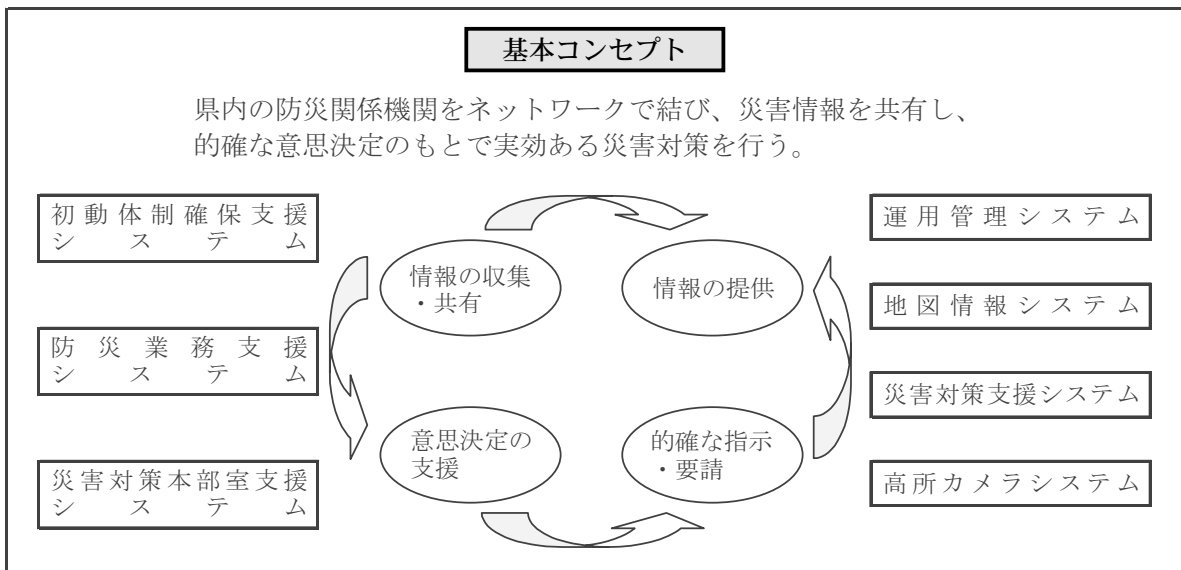 基本コンセプト
県内の防災関係機関をネットワークで結び、災害情報を共有し、
的確な意思決定のもとで実効ある災害対策を行う。
初動体制確保支援
システム
防災業務支援
システム
災害対策本部室支援
システム
情報の収集
・共有
情報の提供
意思決定の
支援
的確な指示
・要請
運用管理システム
地図情報システム
災害対策支援システム
高所カメラシステム